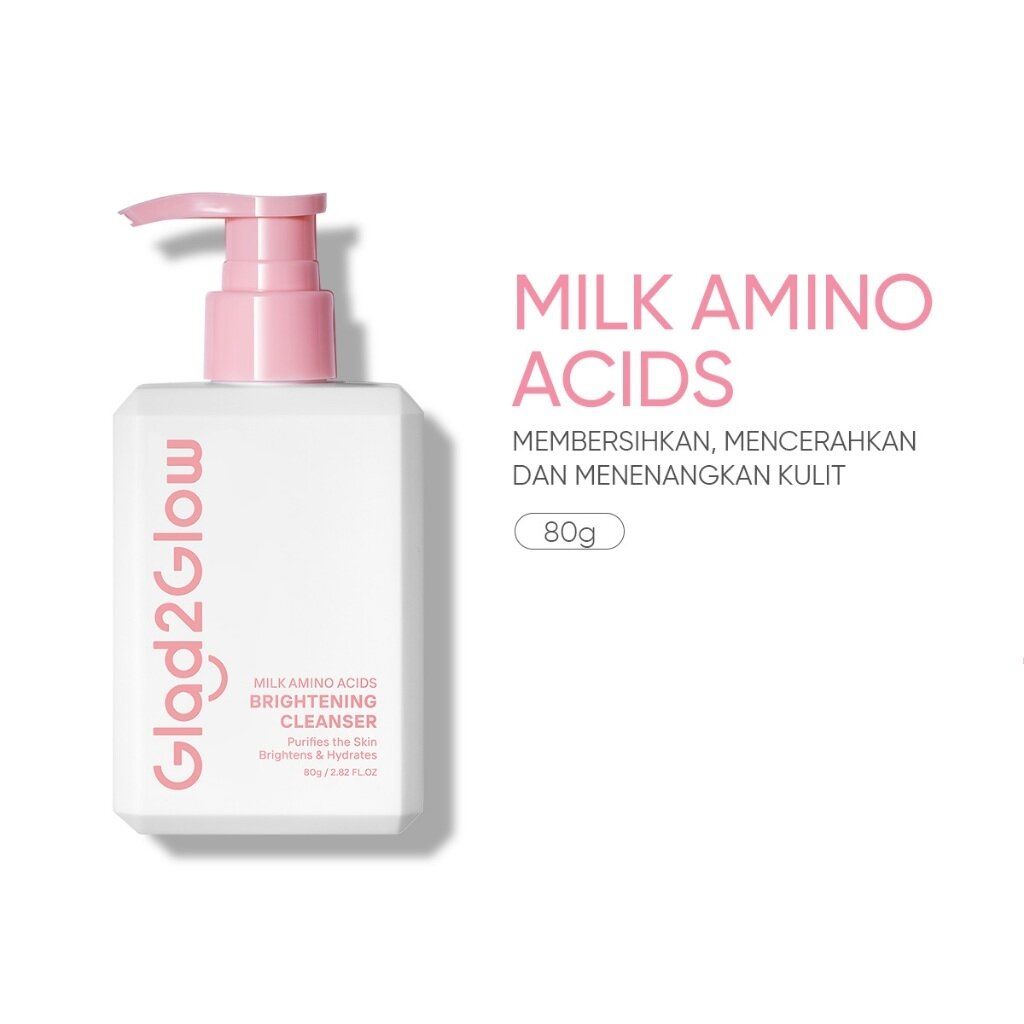 Glad2Glow
MILK AMINO ACIDS
BRIGHTENING
CLEANSER
Purifies the Skin
Brightens & Hydrates
80g / 2.82 FL.OZ
MILK AMINO
ACIDS
MEMBERSIHKAN, MENCERAHKAN
DAN MENENANGKAN KULIT
80g